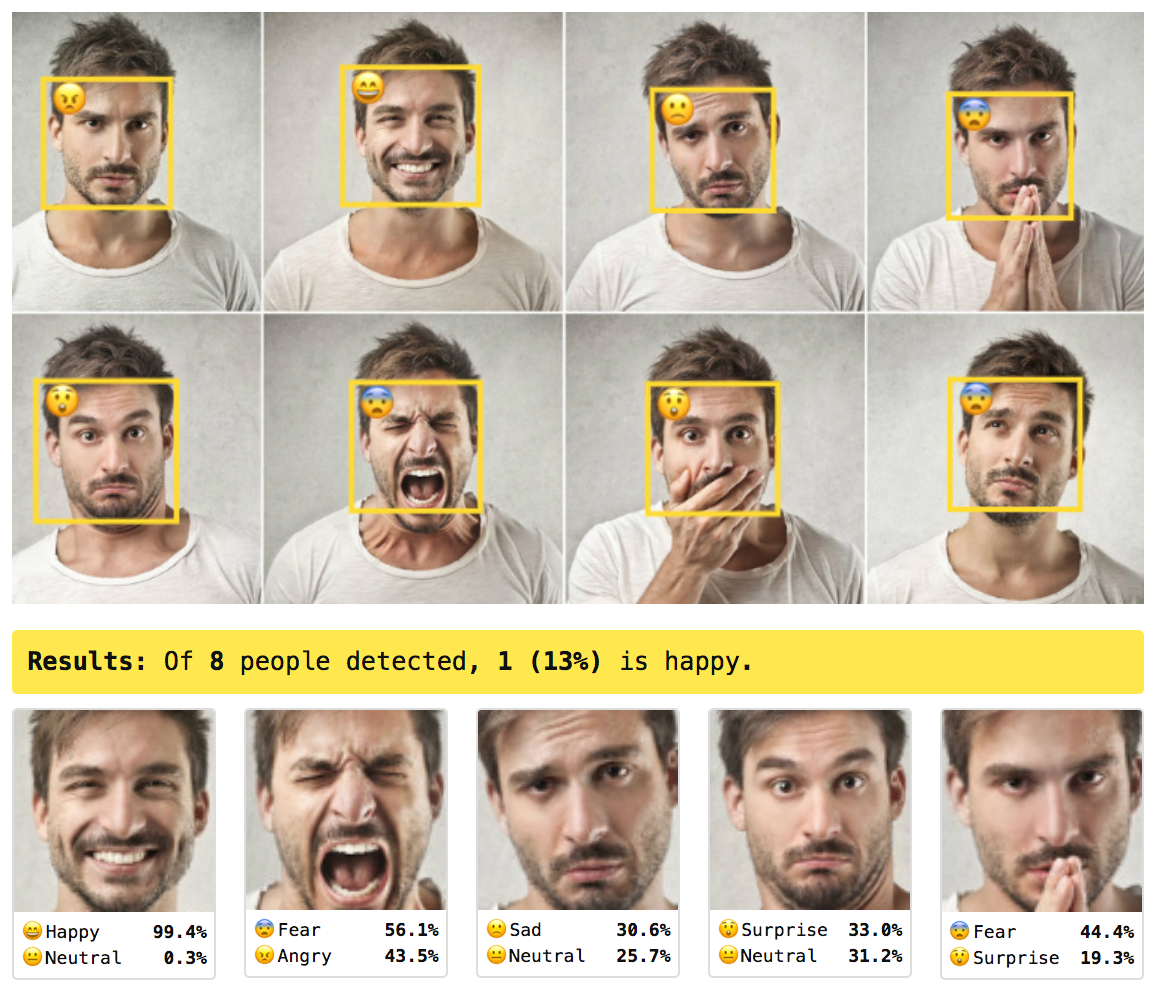 Results: Of 8 people detected, 1 (13%) is happy.
Happy 99.4%
Neutral 0.3%
Fear 56.1%
Angry 43.5%
Sad 30.6%
Neutral 25.7%
Surprise 33.0%
Neutral 31.2%
Fear 44.4%
Surprise 19.3%